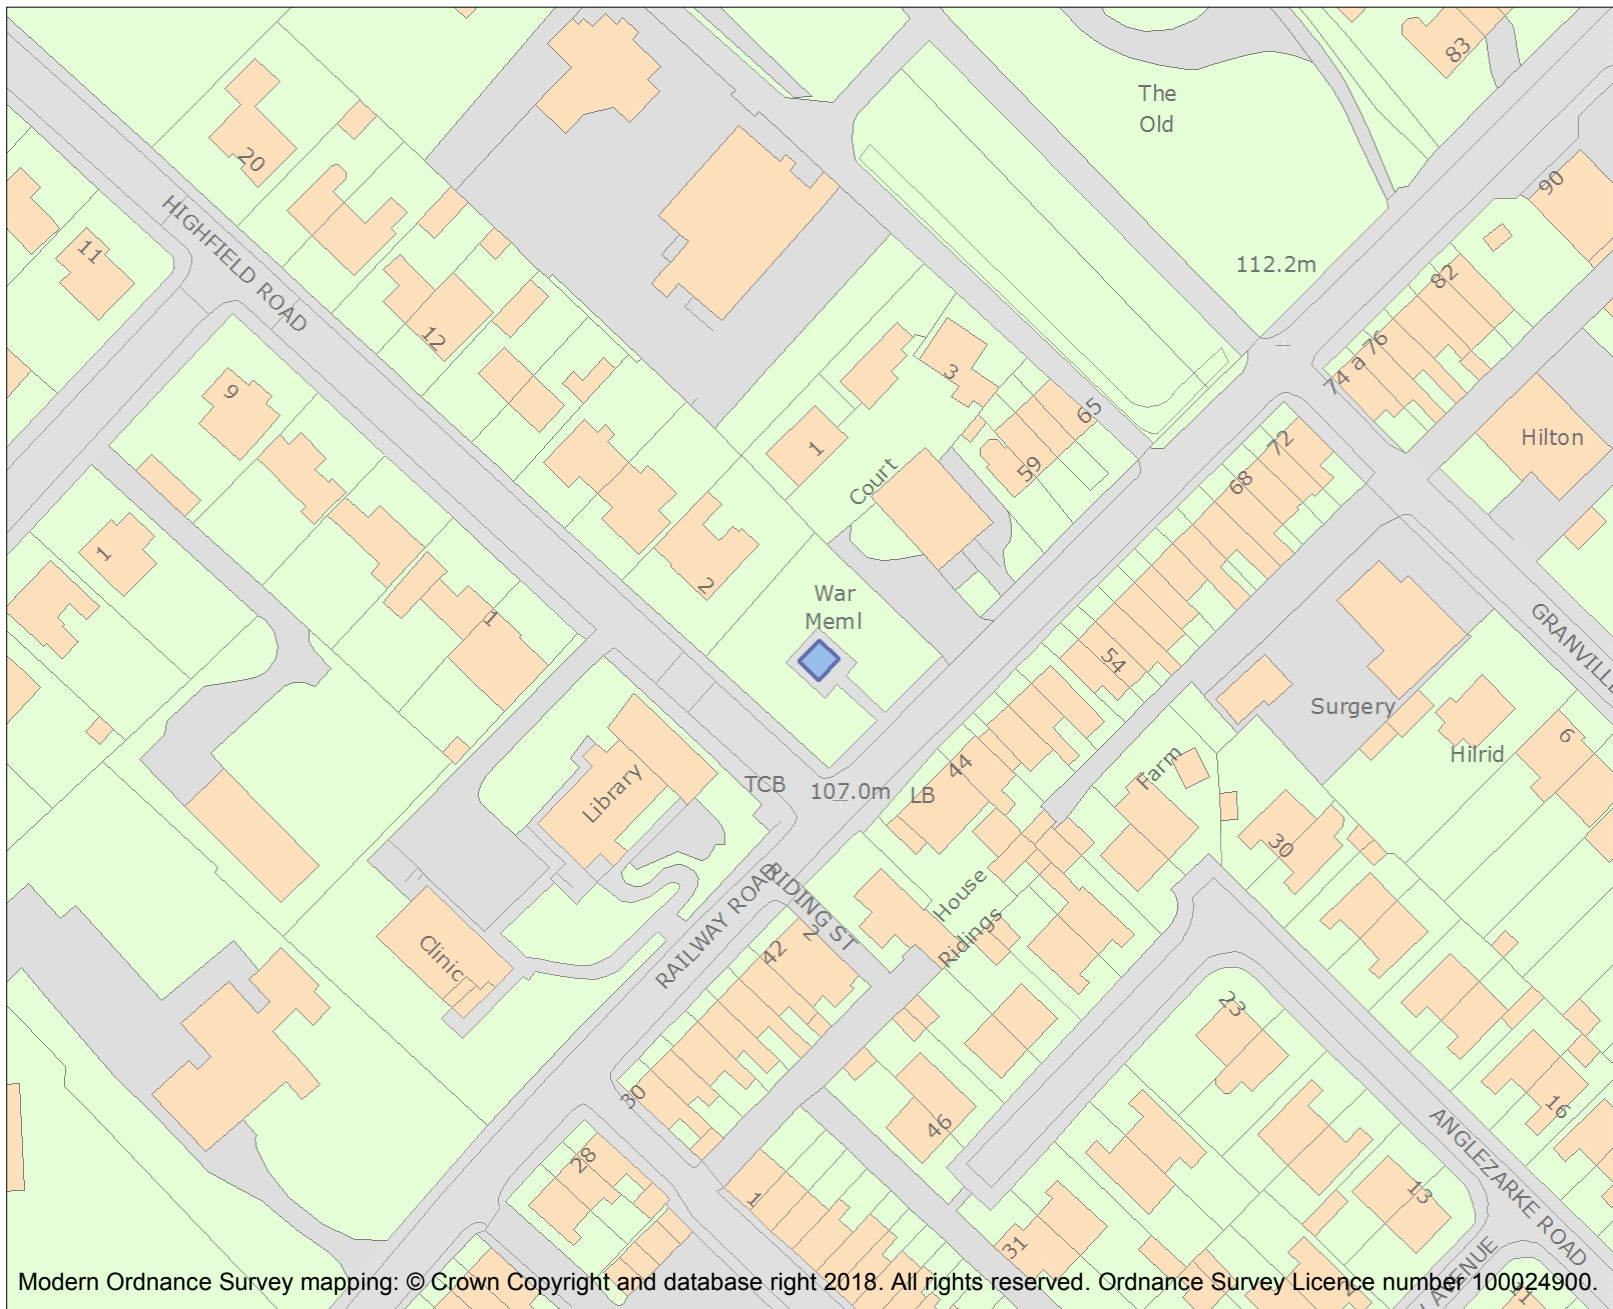 83
The
Old
20
90
HIGHFIELD ROAD
11
112.2m
82
12
74 a 76
3
9
65
72
Hilton
1
59
68
Court
1
2
War
Meml
1
54
GRANVILLE
Surgery
6
Hilrid
44
Farm
Library
TCB
107.0m
LB
30
RAILWAY ROAD
RIDING ST
House
Ridings
2
42
Clinic
23
30
46
16
28
ANGLEZARKE ROAD
1
13
31
AVENUE
11
Modern Ordnance Survey mapping: © Crown Copyright and database right 2018. All rights reserved. Ordnance Survey Licence number 100024900.